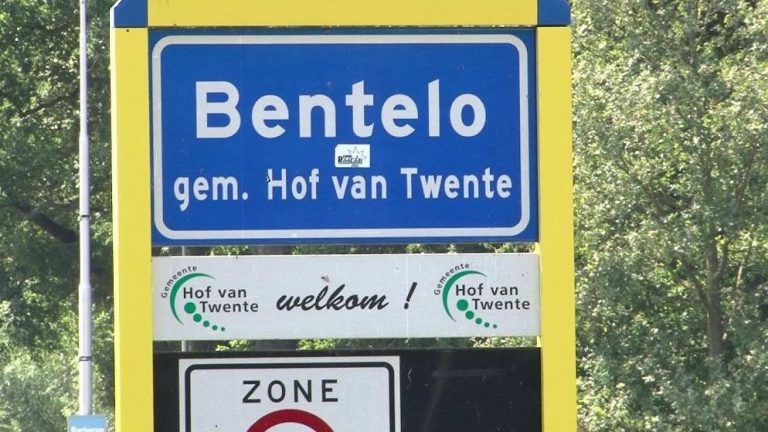 Bentelo
gem. Hof van Twente
Gemeente
Hof van
Twente
welkom !
Gemeente
Hof van
Twente
ZONE